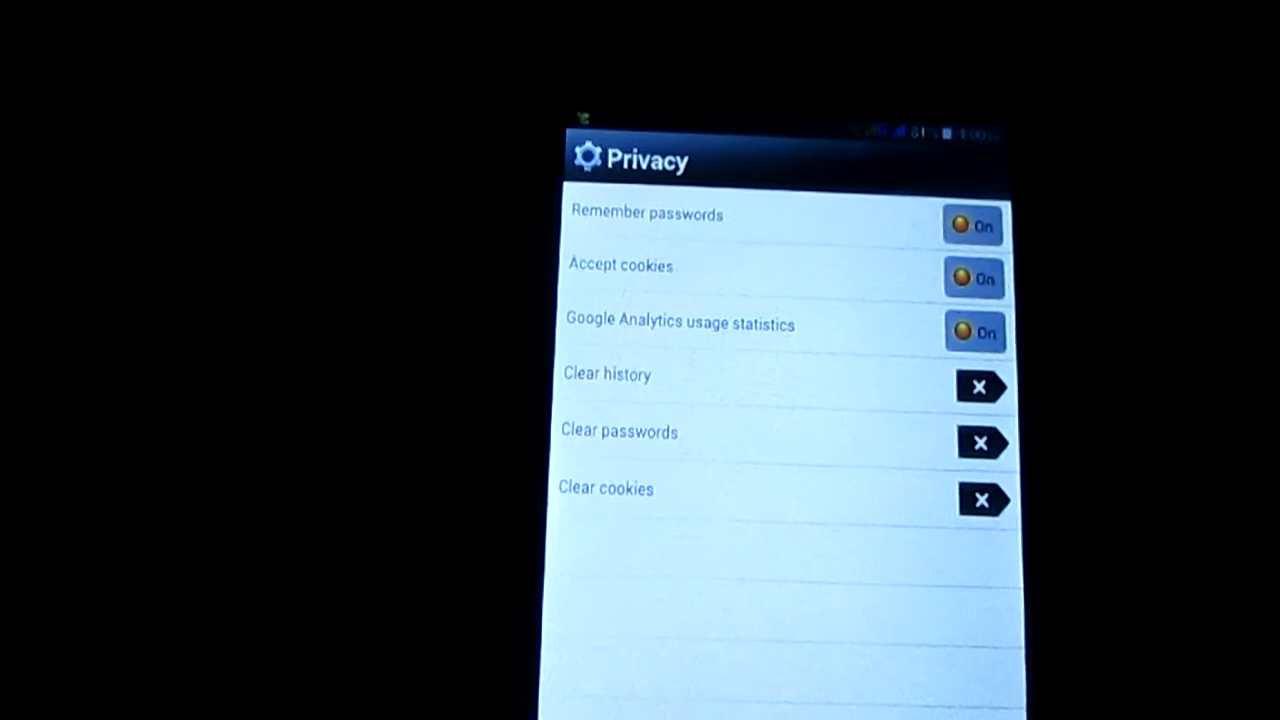 Privacy
Remember passwords
On
Accept cookies
On
Google Analytics usage statistics
On
Clear history
Clear passwords
Clear cookies